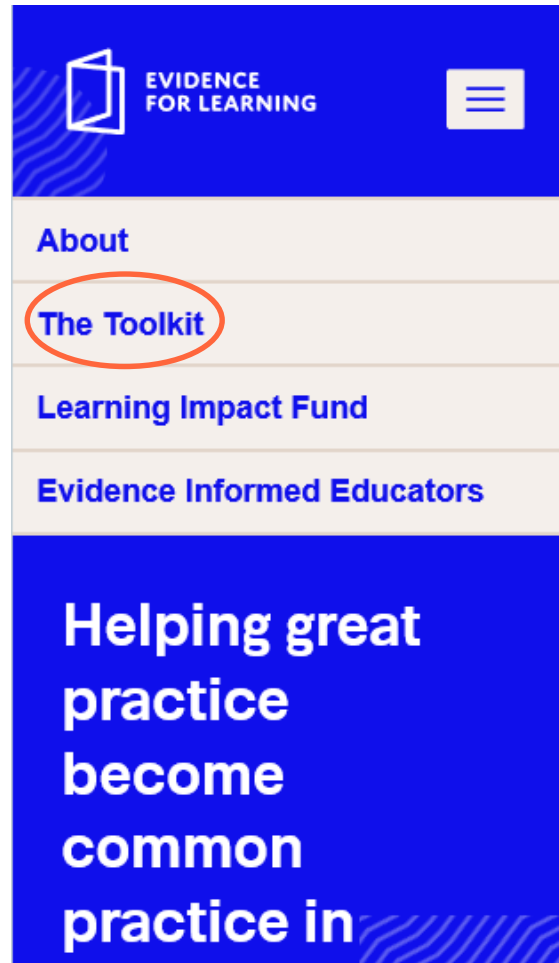 EVIDENCE
FOR LEARNING
About
The Toolkit
Learning Impact Fund
Evidence Informed Educators
Helping great
practice
become
common
practice in